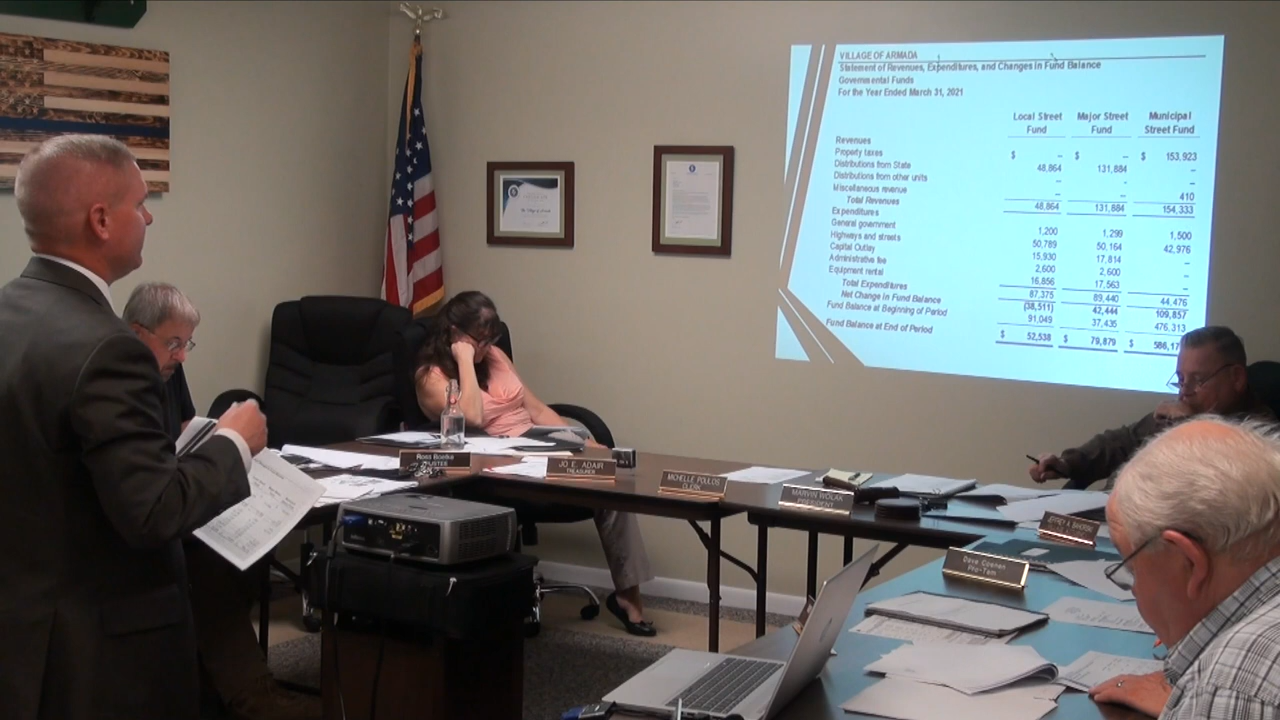 VILLAGE OF ARMADA
Statement of Revenues, Expenditures, and Changes in Fund Balance
Governmental Funds
For the Year Ended March 31, 2021
Local Street Fund Major Street Fund Municipal Street Fund
Revenues
Property taxes $ – $ – $ 153,923
Distributions from State 48,864 131,884 –
Distributions from other units – - –
Miscellaneous revenue – – 410
Total Revenues 48,864 131,884 154,333
Expenditures
General government 1,200 1,299 1,500
Highways and streets 50,789 50,164 42,976
Capital Outlay 15,930 17,814 –
Administrative fee 2,600 2,600 –
Equipment rental 16,856 17,563 –
Total Expenditures 87,375 89,440 44,476
Net Change in Fund Balance (38,511) 42,444 109,857
Fund Balance at Beginning of Period 91,049 37,435 476,313
Fund Balance at End of Period $ 52,538 $ 79,879 $ 586,17
JO E. ADAIR
TREASURER
MICHELLE POULOS
CLERK
MARVIN WOLAK
PRESIDENT
Dave Coenen
Pro-Tem